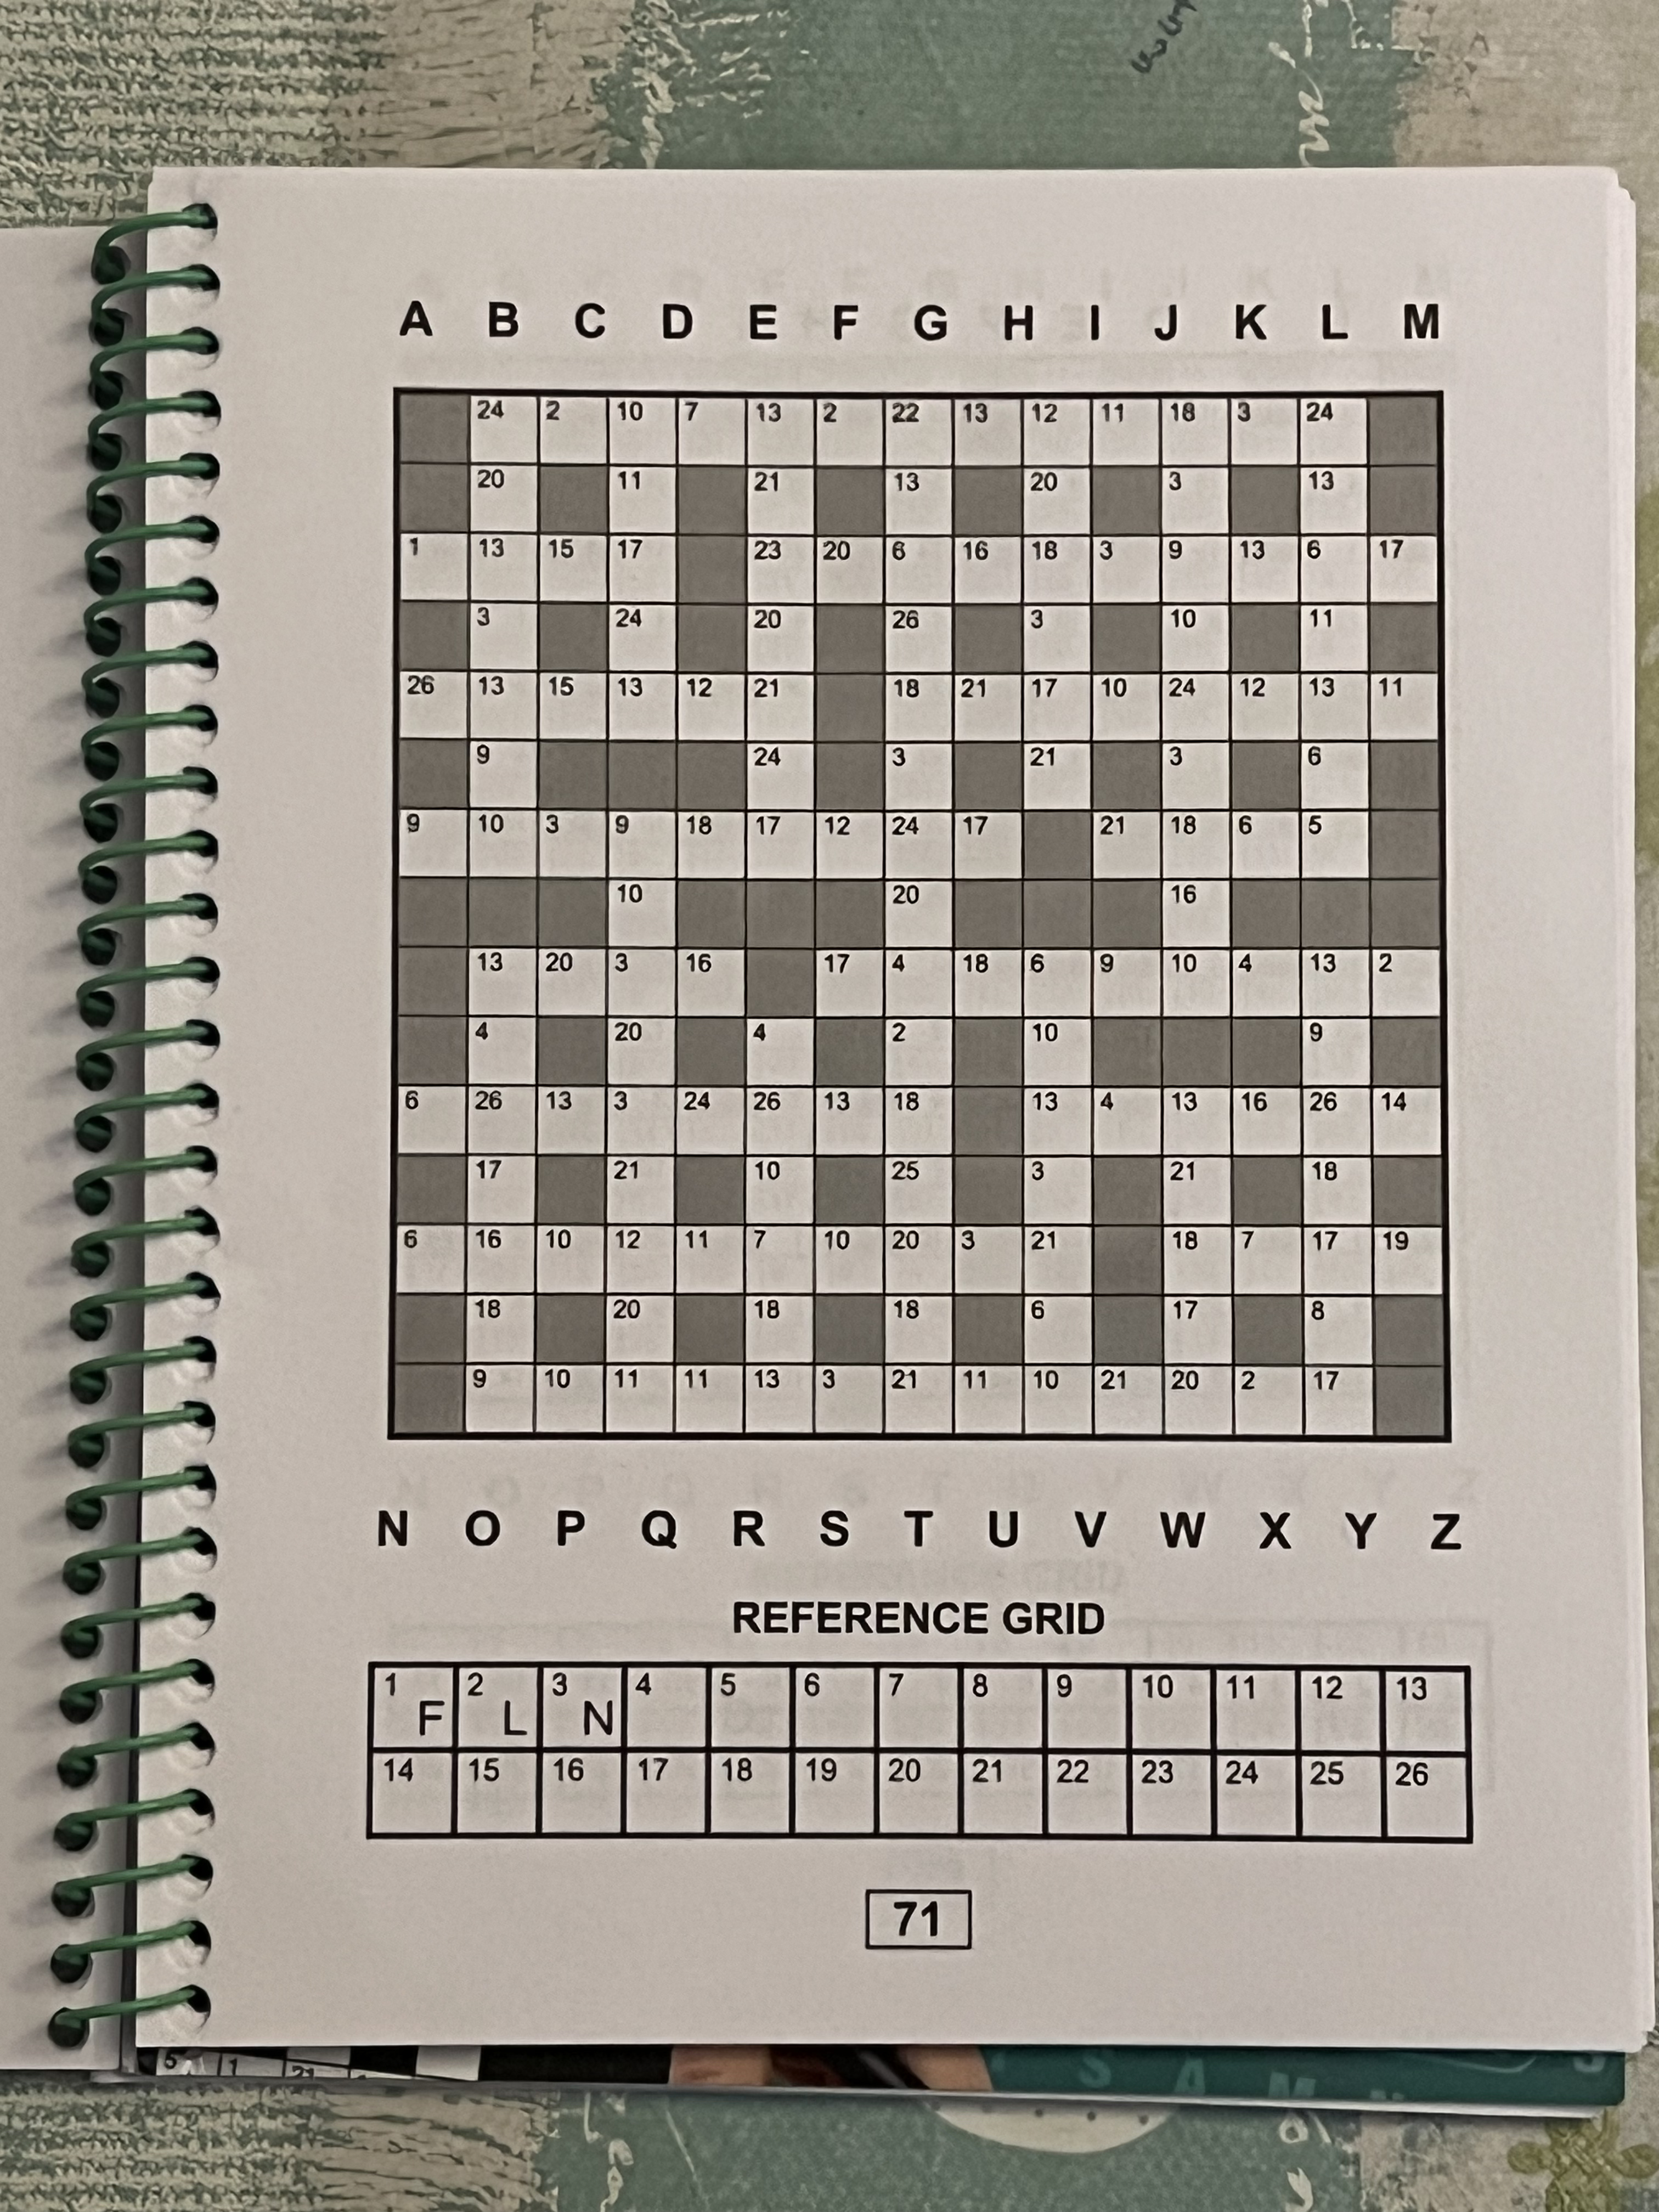 A B C D E F G H I J K L M
24 2 10 7 13 2 22 13 12 11 18 3 24
20 11 21 13 20 3 13
1 13 15 17 23 20 6 16 18 3 9 13 6 17
3 24 20 26 3 10 11
26 13 15 13 12 21 18 21 17 10 24 12 13 11
9 24 3 21 3 6
9 10 3 9 18 17 12 24 17 21 18 6 5
10 20 16
13 20 3 16 17 4 18 6 9 10 4 13 2
4 20 4 2 10 9
6 26 13 3 24 26 13 18 13 4 13 16 26 14
17 21 10 25 3 21 18
6 16 10 12 11 7 10 20 3 21 18 7 17 19
18 20 18 18 6 17 8
9 10 11 11 13 3 21 11 10 21 20 2 17
N O P Q R S T U V W X Y Z
REFERENCE GRID
1 2 3 4 5 6 7 8 9 10 11 12 13
F L N
14 15 16 17 18 19 20 21 22 23 24 25 26
71
5 1 21
S A M